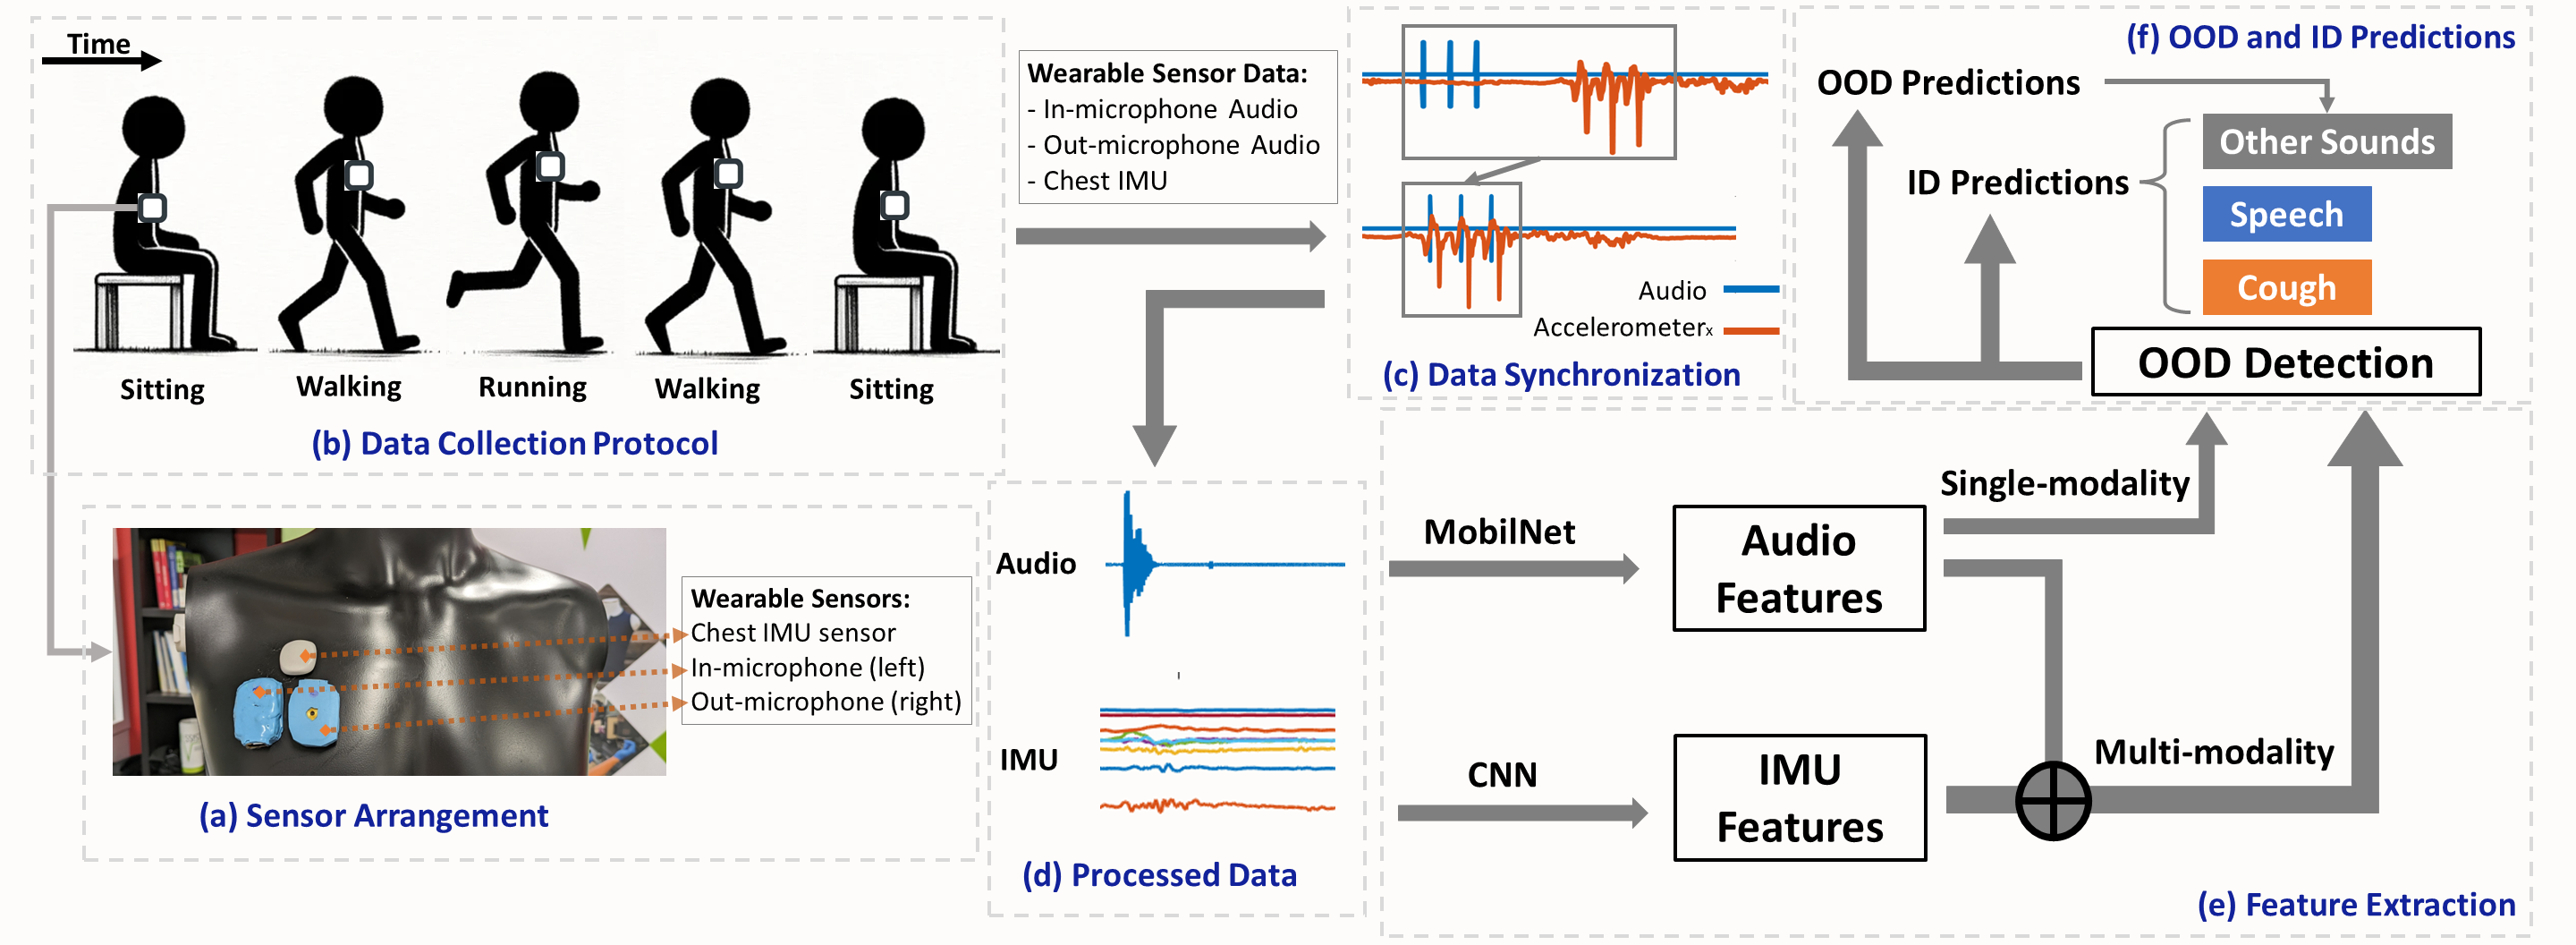 Time
Sitting
Walking
Running
Walking
Sitting
(b) Data Collection Protocol
Wearable Sensor Data:
- In-microphone Audio
- Out-microphone Audio
- Chest IMU
Audio
Accelerometerx
(c) Data Synchronization
(f) OOD and ID Predictions
OOD Predictions
ID Predictions
Other Sounds
Speech
Cough
OOD Detection
Wearable Sensors:
Chest IMU sensor
In-microphone (left)
Out-microphone (right)
(a) Sensor Arrangement
Audio
IMU
(d) Processed Data
MobilNet
Audio
Features
Single-modality
CNN
IMU
Features
Multi-modality
(e) Feature Extraction